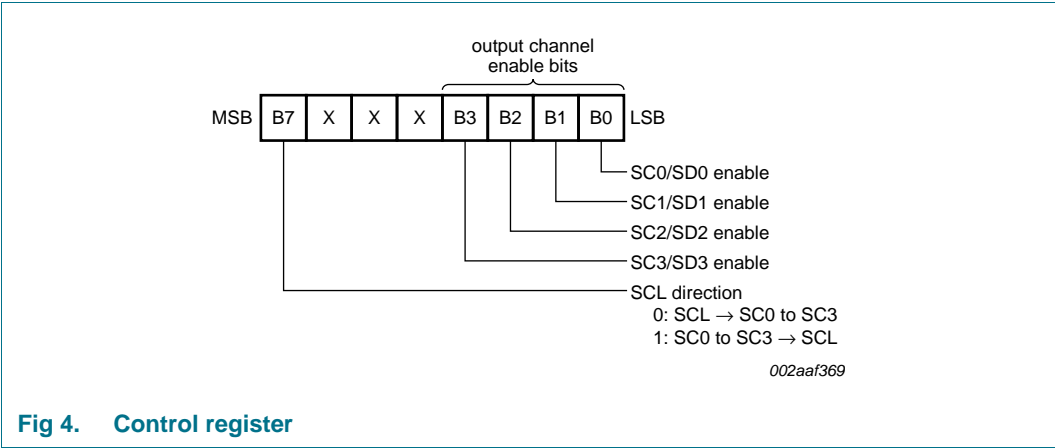 output channel
enable bits
MSB B7 X X X B3 B2 B1 B0 LSB
SC0/SD0 enable
SC1/SD1 enable
SC2/SD2 enable
SC3/SD3 enable
SCL direction
0: SCL → SC0 to SC3
1: SC0 to SC3 → SCL
002aaf369
Fig 4. Control register